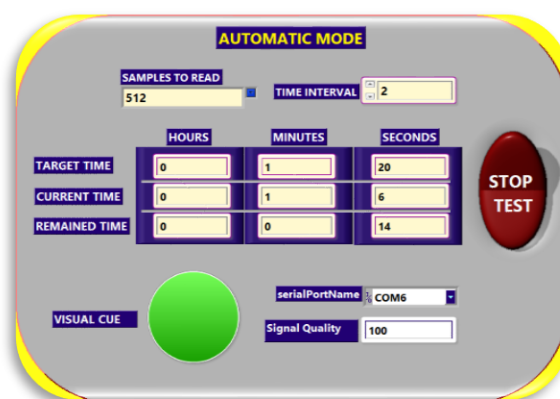 AUTOMATIC MODE
SAMPLES TO READ
512
TIME INTERVAL 2
HOURS MINUTES SECONDS
TARGET TIME 0 1 20
CURRENT TIME 0 1 6
REMAINED TIME 0 0 14
STOP
TEST
serialPortName COM6
VISUAL CUE
Signal Quality 100